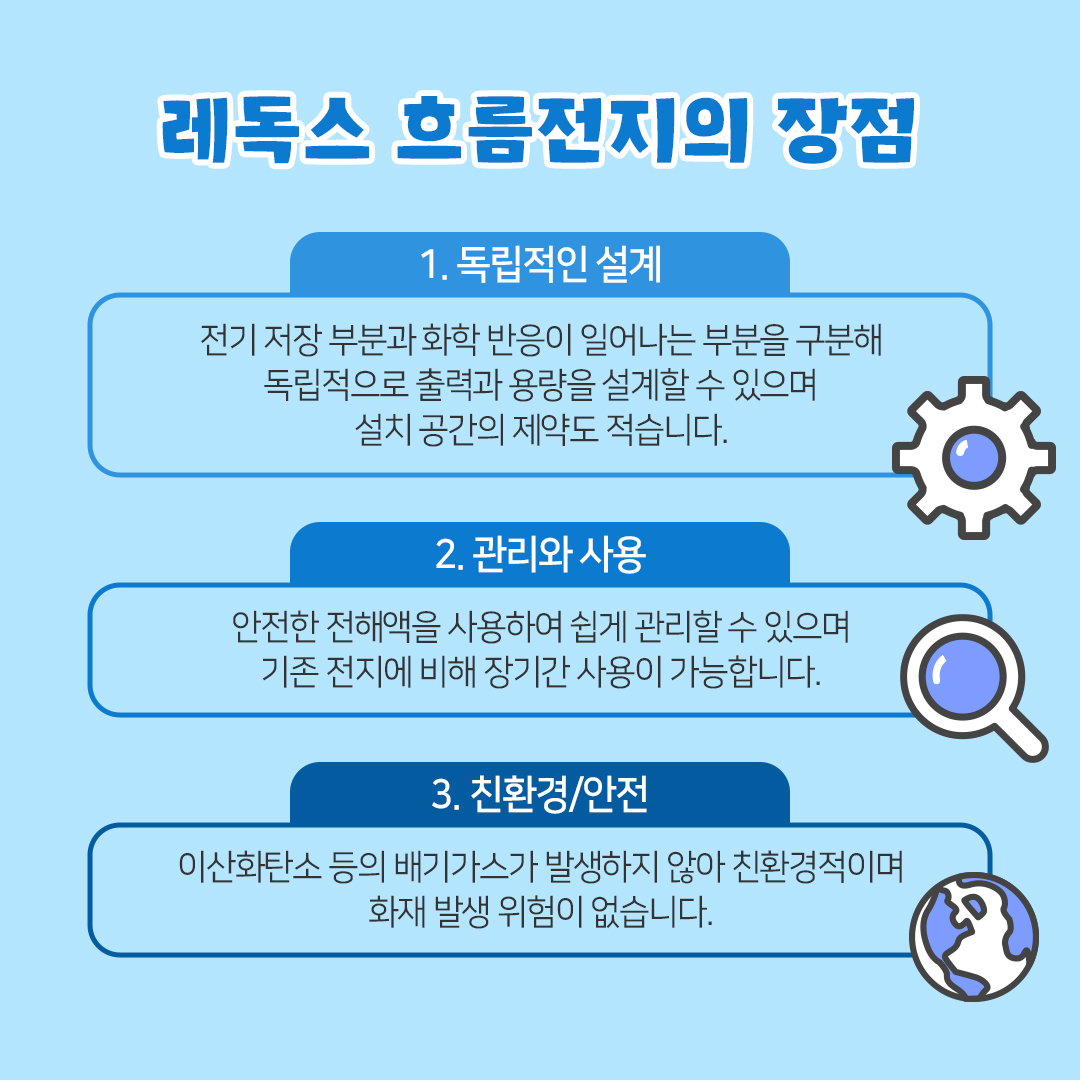 레독스 흐름전지의 장점
1. 독립적인 설계
전기 저장 부분과 화학 반응이 일어나는 부분을 구분해
독립적으로 출력과 용량을 설계할 수 있으며
설치 공간의 제약도 적습니다.
2. 관리와 사용
안전한 전해액을 사용하여 쉽게 관리할 수 있으며
기존 전지에 비해 장기간 사용이 가능합니다.
3. 친환경/안전
이산화탄소 등의 배기가스가 발생하지 않아 친환경적이며
화재 발생 위험이 없습니다.